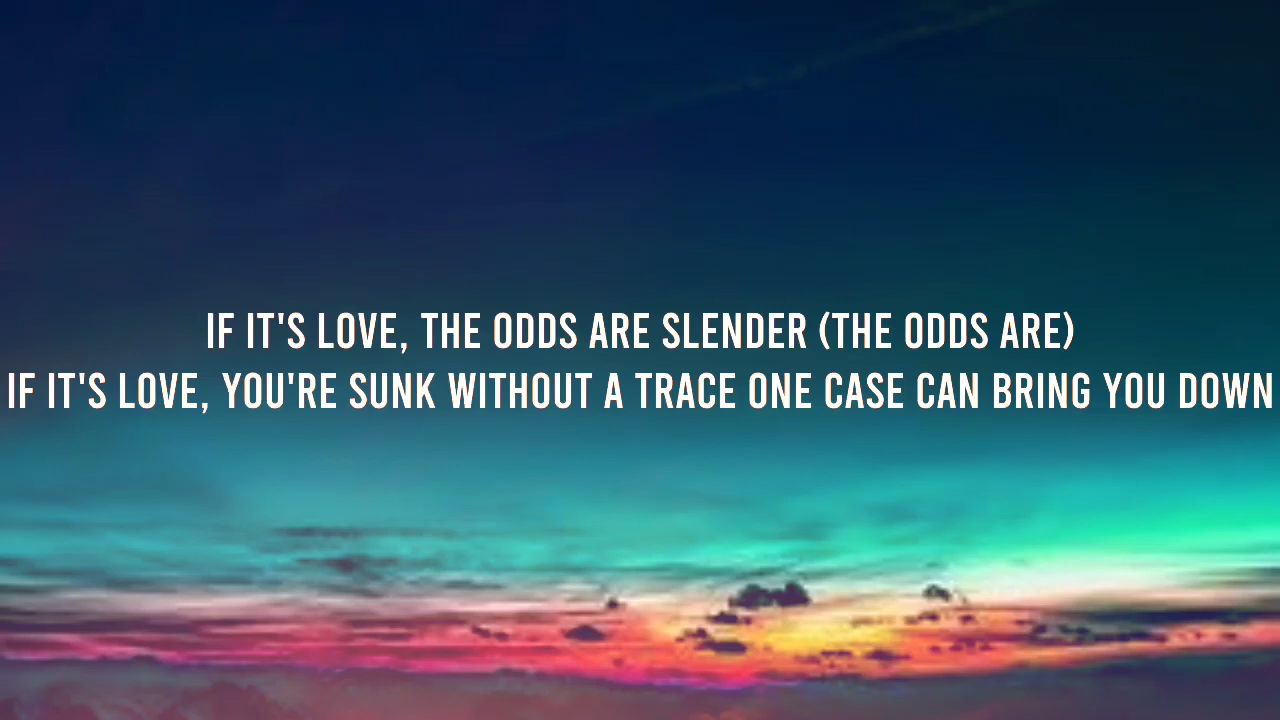 IF IT'S LOVE, THE ODDS ARE SLENDER (THE ODDS ARE)
IF IT'S LOVE, YOU'RE SUNK WITHOUT A TRACE ONE CASE CAN BRING YOU DOWN